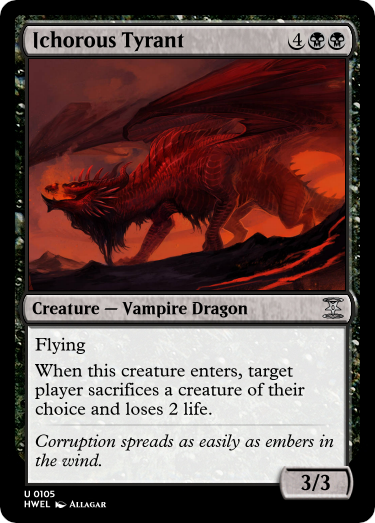 Ichorous Tyrant 4
Creature — Vampire Dragon
Flying
When this creature enters, target
player sacrifices a creature of their
choice and loses 2 life.
Corruption spreads as easily as embers in
the wind.
3/3
U 0105
HWEL Allagar